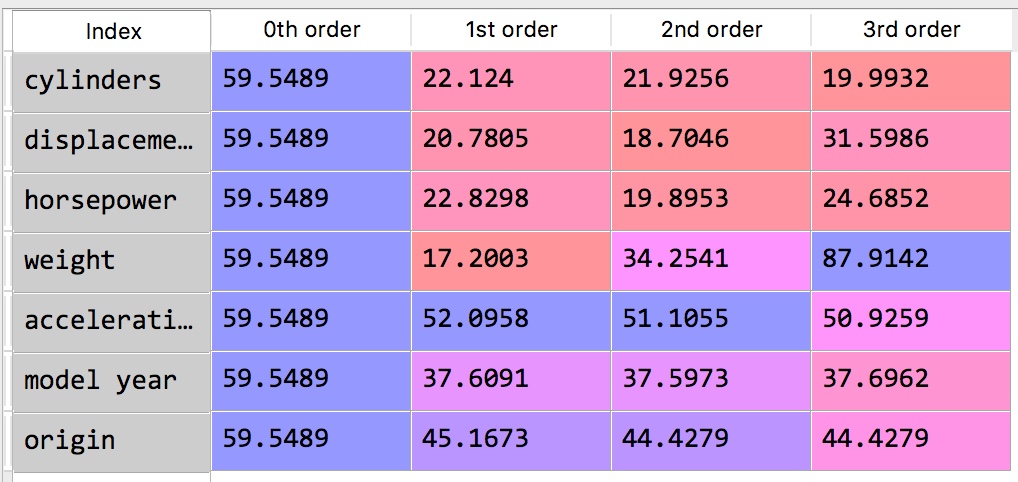 Index 0th order 1st order 2nd order 3rd order
cylinders 59.5489 22.124 21.9256 19.9932
displaceme… 59.5489 20.7805 18.7046 31.5986
horsepower 59.5489 22.8298 19.8953 24.6852
weight 59.5489 17.2003 34.2541 87.9142
accelerati… 59.5489 52.0958 51.1055 50.9259
model year 59.5489 37.6091 37.5973 37.6962
origin 59.5489 45.1673 44.4279 44.4279